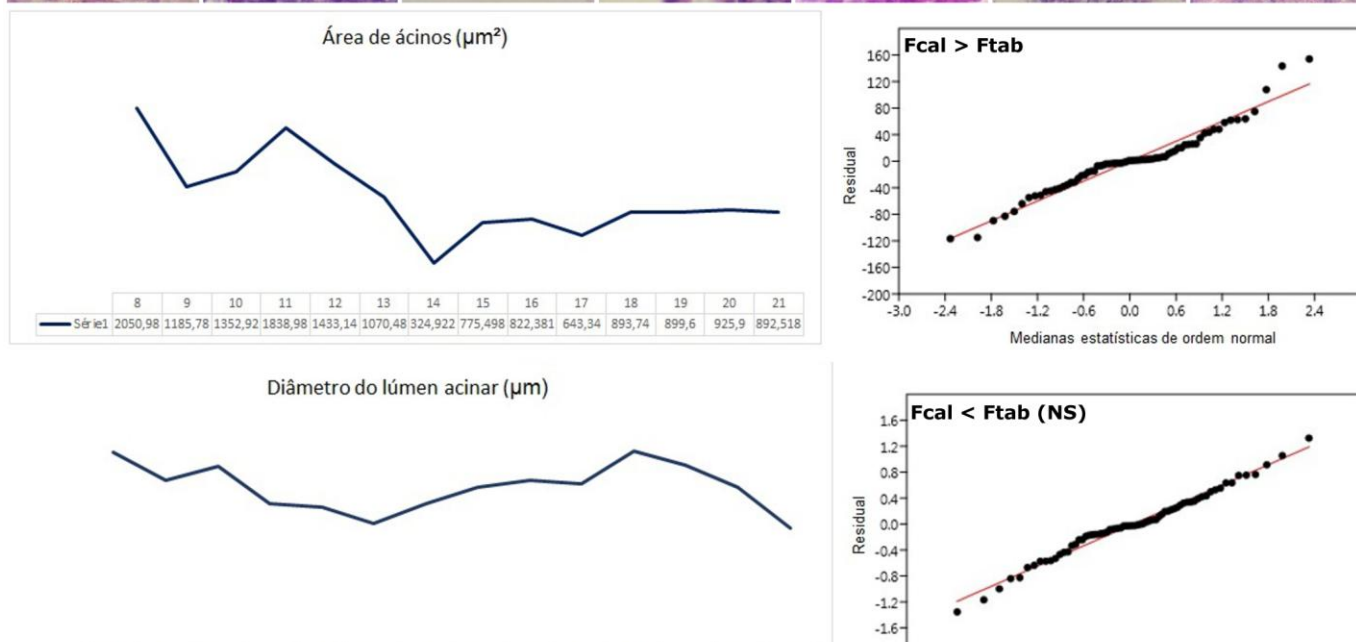 Área de ácinos (µm²)
8 9 10 11 12 13 14 15 16 17 18 19 20 21
Série1 2050,98 1185,78 1352,92 1838,98 1433,14 1070,48 324,922 775,498 822,381 643,34 893,74 899,6 925,9 892,518
Fcal > Ftab
160
120
80
40
0
-40
-80
-120
-160
-200
Residual
-3.0 -2.4 -1.8 -1.2 -0.6 0.0 0.6 1.2 1.8 2.4
Medianas estatísticas de ordem normal
Diâmetro do lúmen acinar (µm)
Fcal < Ftab (NS)
1.6
1.2
0.8
0.4
0.0
-0.4
-0.8
-1.2
-1.6
Residual